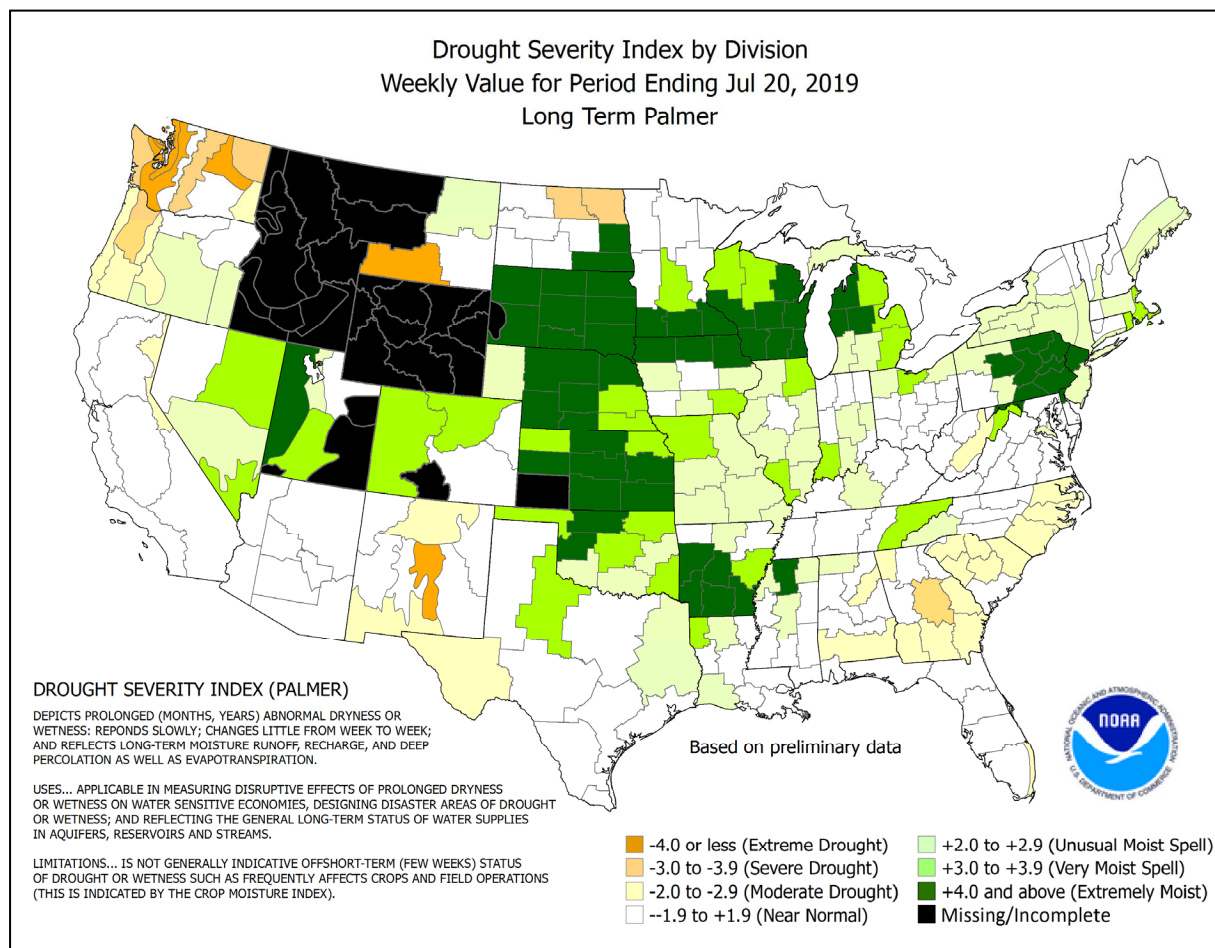 Drought Severity Index by Division
Weekly Value for Period Ending Jul 20, 2019
Long Term Palmer
DROUGHT SEVERITY INDEX (PALMER)
DEPICTS PROLONGED (MONTHS, YEARS) ABNORMAL DRYNESS OR
WETNESS: REPONDS SLOWLY; CHANGES LITTLE FROM WEEK TO WEEK;
AND REFLECTS LONG-TERM MOISTURE RUNOFF, RECHARGE, AND DEEP
PERCOLATION AS WELL AS EVAPOTRANSPIRATION.
USES... APPLICABLE IN MEASURING DISRUPTIVE EFFECTS OF PROLONGED DRYNESS
OR WETNESS ON WATER SENSITIVE ECONOMIES, DESIGNING DISASTER AREAS OF DROUGHT
OR WETNESS; AND REFLECTING THE GENERAL LONG-TERM STATUS OF WATER SUPPLIES
IN AQUIFERS, RESERVOIRS AND STREAMS.
LIMITATIONS... IS NOT GENERALLY INDICATIVE OFFSHORT-TERM (FEW WEEKS) STATUS
OF DROUGHT OR WETNESS SUCH AS FREQUENTLY AFFECTS CROPS AND FIELD OPERATIONS
(THIS IS INDICATED BY THE CROP MOISTURE INDEX).
Based on preliminary data
NATIONAL OCEANIC AND ATMOSPHERIC ADMINISTRATION
NOAA
U.S. DEPARTMENT OF COMMERCE
-4.0 or less (Extreme Drought)
-3.0 to -3.9 (Severe Drought)
-2.0 to -2.9 (Moderate Drought)
--1.9 to +1.9 (Near Normal)
+2.0 to +2.9 (Unusual Moist Spell)
+3.0 to +3.9 (Very Moist Spell)
+4.0 and above (Extremely Moist)
Missing/Incomplete